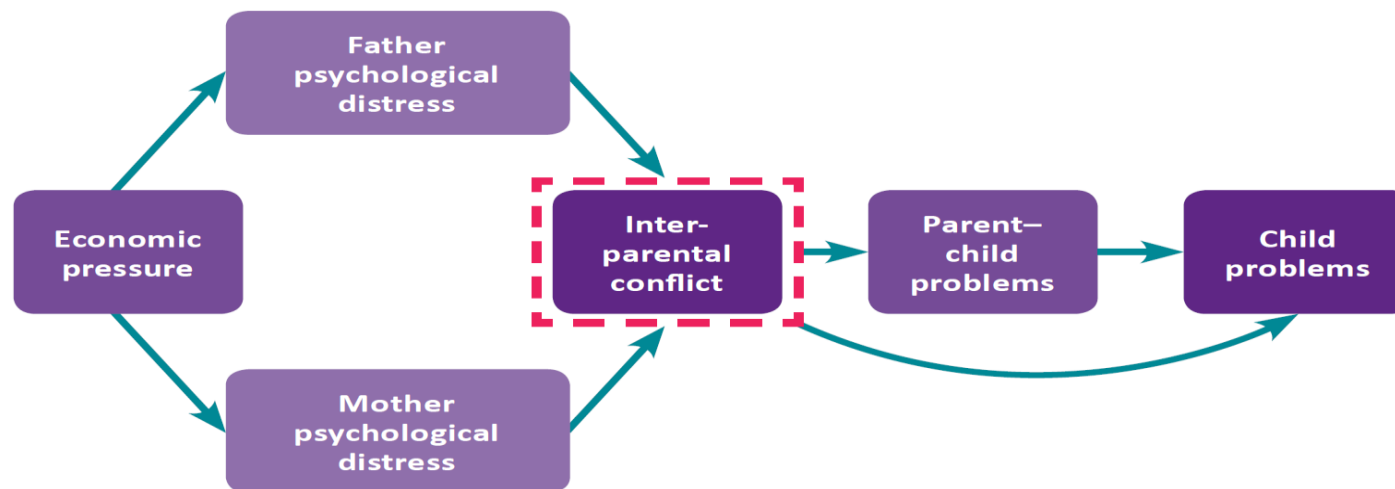 Father
psychological
distress
Economic
pressure
Inter-
parental
conflict
Parent–
child
problems
Child
problems
Mother
psychological
distress